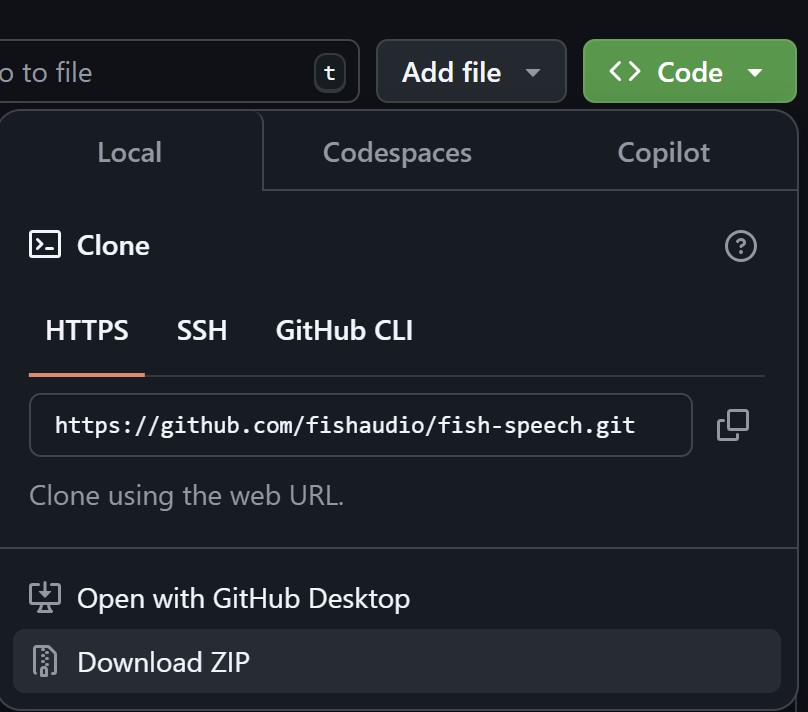 o to file t Add file <> Code
Local Codespaces Copilot
Clone
HTTPS SSH GitHub CLI
https://github.com/fishaudio/fish-speech.git
Clone using the web URL.
Open with GitHub Desktop
Download ZIP